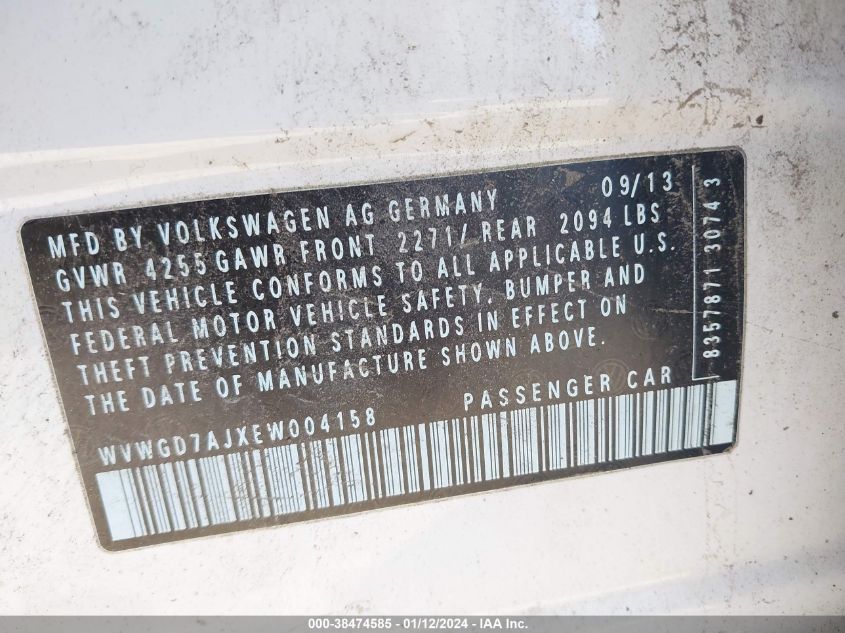 MFD BY VOLKSWAGEN AG GERMANY 09/13
GVWR 4255 GAWR FRONT 2271/ REAR 2094 LBS
THIS VEHICLE CONFORMS TO ALL APPLICABLE U.S.
FEDERAL MOTOR VEHICLE SAFETY, BUMPER AND
THEFT PREVENTION STANDARDS IN EFFECT ON
THE DATE OF MANUFACTURE SHOWN ABOVE.
WVWGD7AJXEW004158 PASSENGER CAR
8357871 3074 3
000-38474585 - 01/12/2024 - IAA Inc.